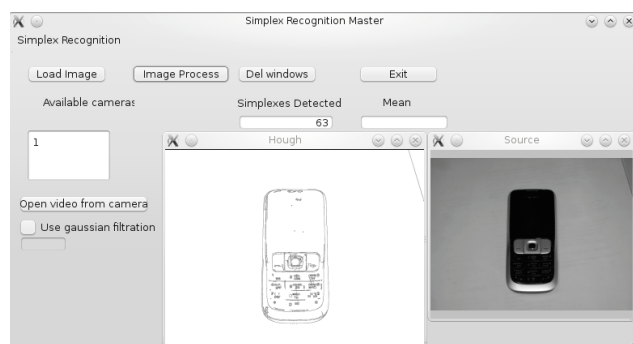 Simplex Recognition Master
Simplex Recognition
Load Image Image Process Del windows Exit
Available cameras Simplexes Detected Mean
63
1
Hough Source
Open video from camera
Use gaussian filtration